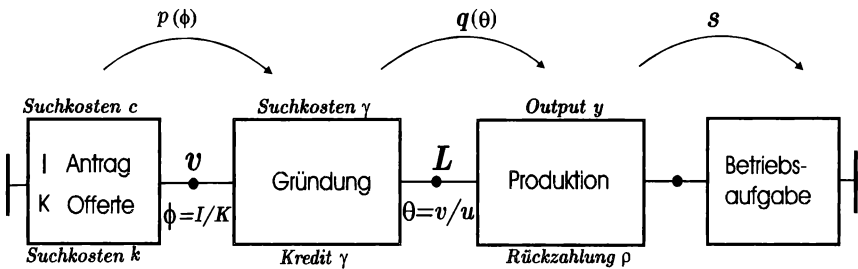 p(ϕ)
q(θ)
s
Suchkosten c
Suchkosten γ
Output y
I Antrag
K Offerte
v
Gründung
L
Produktion
Betriebs-
aufgabe
ϕ=I/K
θ=v/u
Suchkosten k
Kredit γ
Rückzahlung ρ